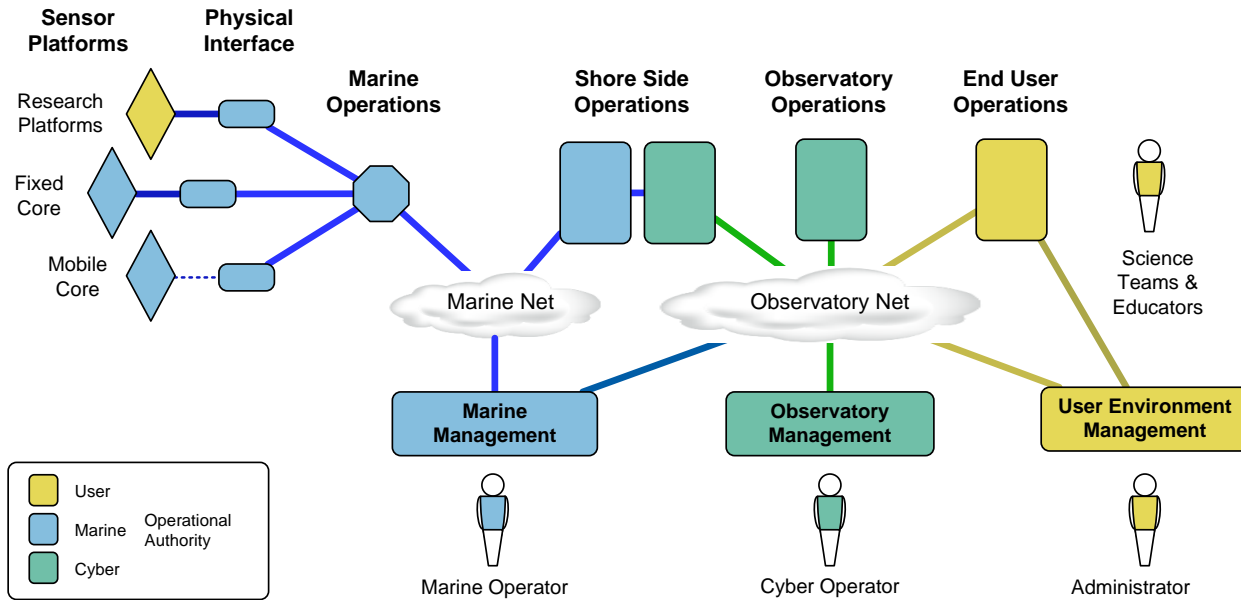 Sensor
Platforms
Physical
Interface
Marine
Operations
Shore Side
Operations
Observatory
Operations
End User
Operations
Research
Platforms
Fixed
Core
Mobile
Core
Marine Net
Observatory Net
Science
Teams &
Educators
Marine
Management
Observatory
Management
User Environment
Management
User
Marine
Cyber
Operational
Authority
Marine Operator
Cyber Operator
Administrator